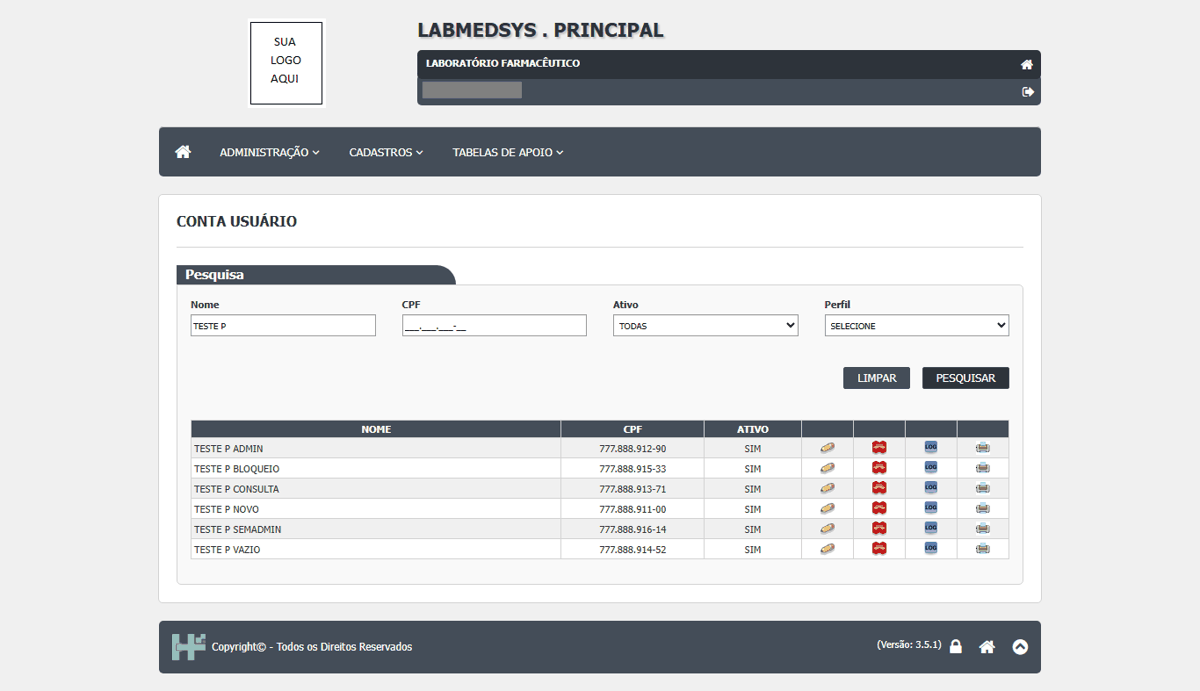 SUA
LOGO
AQUI
LABMEDSYS . PRINCIPAL
LABORATÓRIO FARMACÊUTICO
ADMINISTRAÇÃO CADASTROS TABELAS DE APOIO
CONTA USUÁRIO
Pesquisa
Nome CPF Ativo Perfil
TESTE P ___.___.___-__ TODAS SELECIONE
LIMPAR PESQUISAR
NOME CPF ATIVO
TESTE P ADMIN 777.888.912-90 SIM LOG
TESTE P BLOQUEIO 777.888.915-33 SIM LOG
TESTE P CONSULTA 777.888.913-71 SIM LOG
TESTE P NOVO 777.888.911-00 SIM LOG
TESTE P SEMADMIN 777.888.916-14 SIM LOG
TESTE P VAZIO 777.888.914-52 SIM LOG
Copyright© - Todos os Direitos Reservados (Versão: 3.5.1)